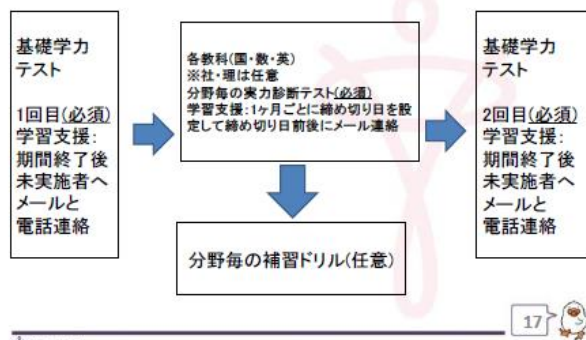 基礎学力
テスト
1回目(必須)
学習支援:
期間終了後
未実施者へ
メールと
電話連絡
各教科(国・数・英)
※社・理は任意
分野毎の実力診断テスト(必須)
学習支援:1ヶ月ごとに締め切り日を設
定して締め切り日前後にメール連絡
基礎学力
テスト
2回目(必須)
学習支援:
期間終了後
未実施者へ
メールと
電話連絡
分野毎の補習ドリル(任意)
17